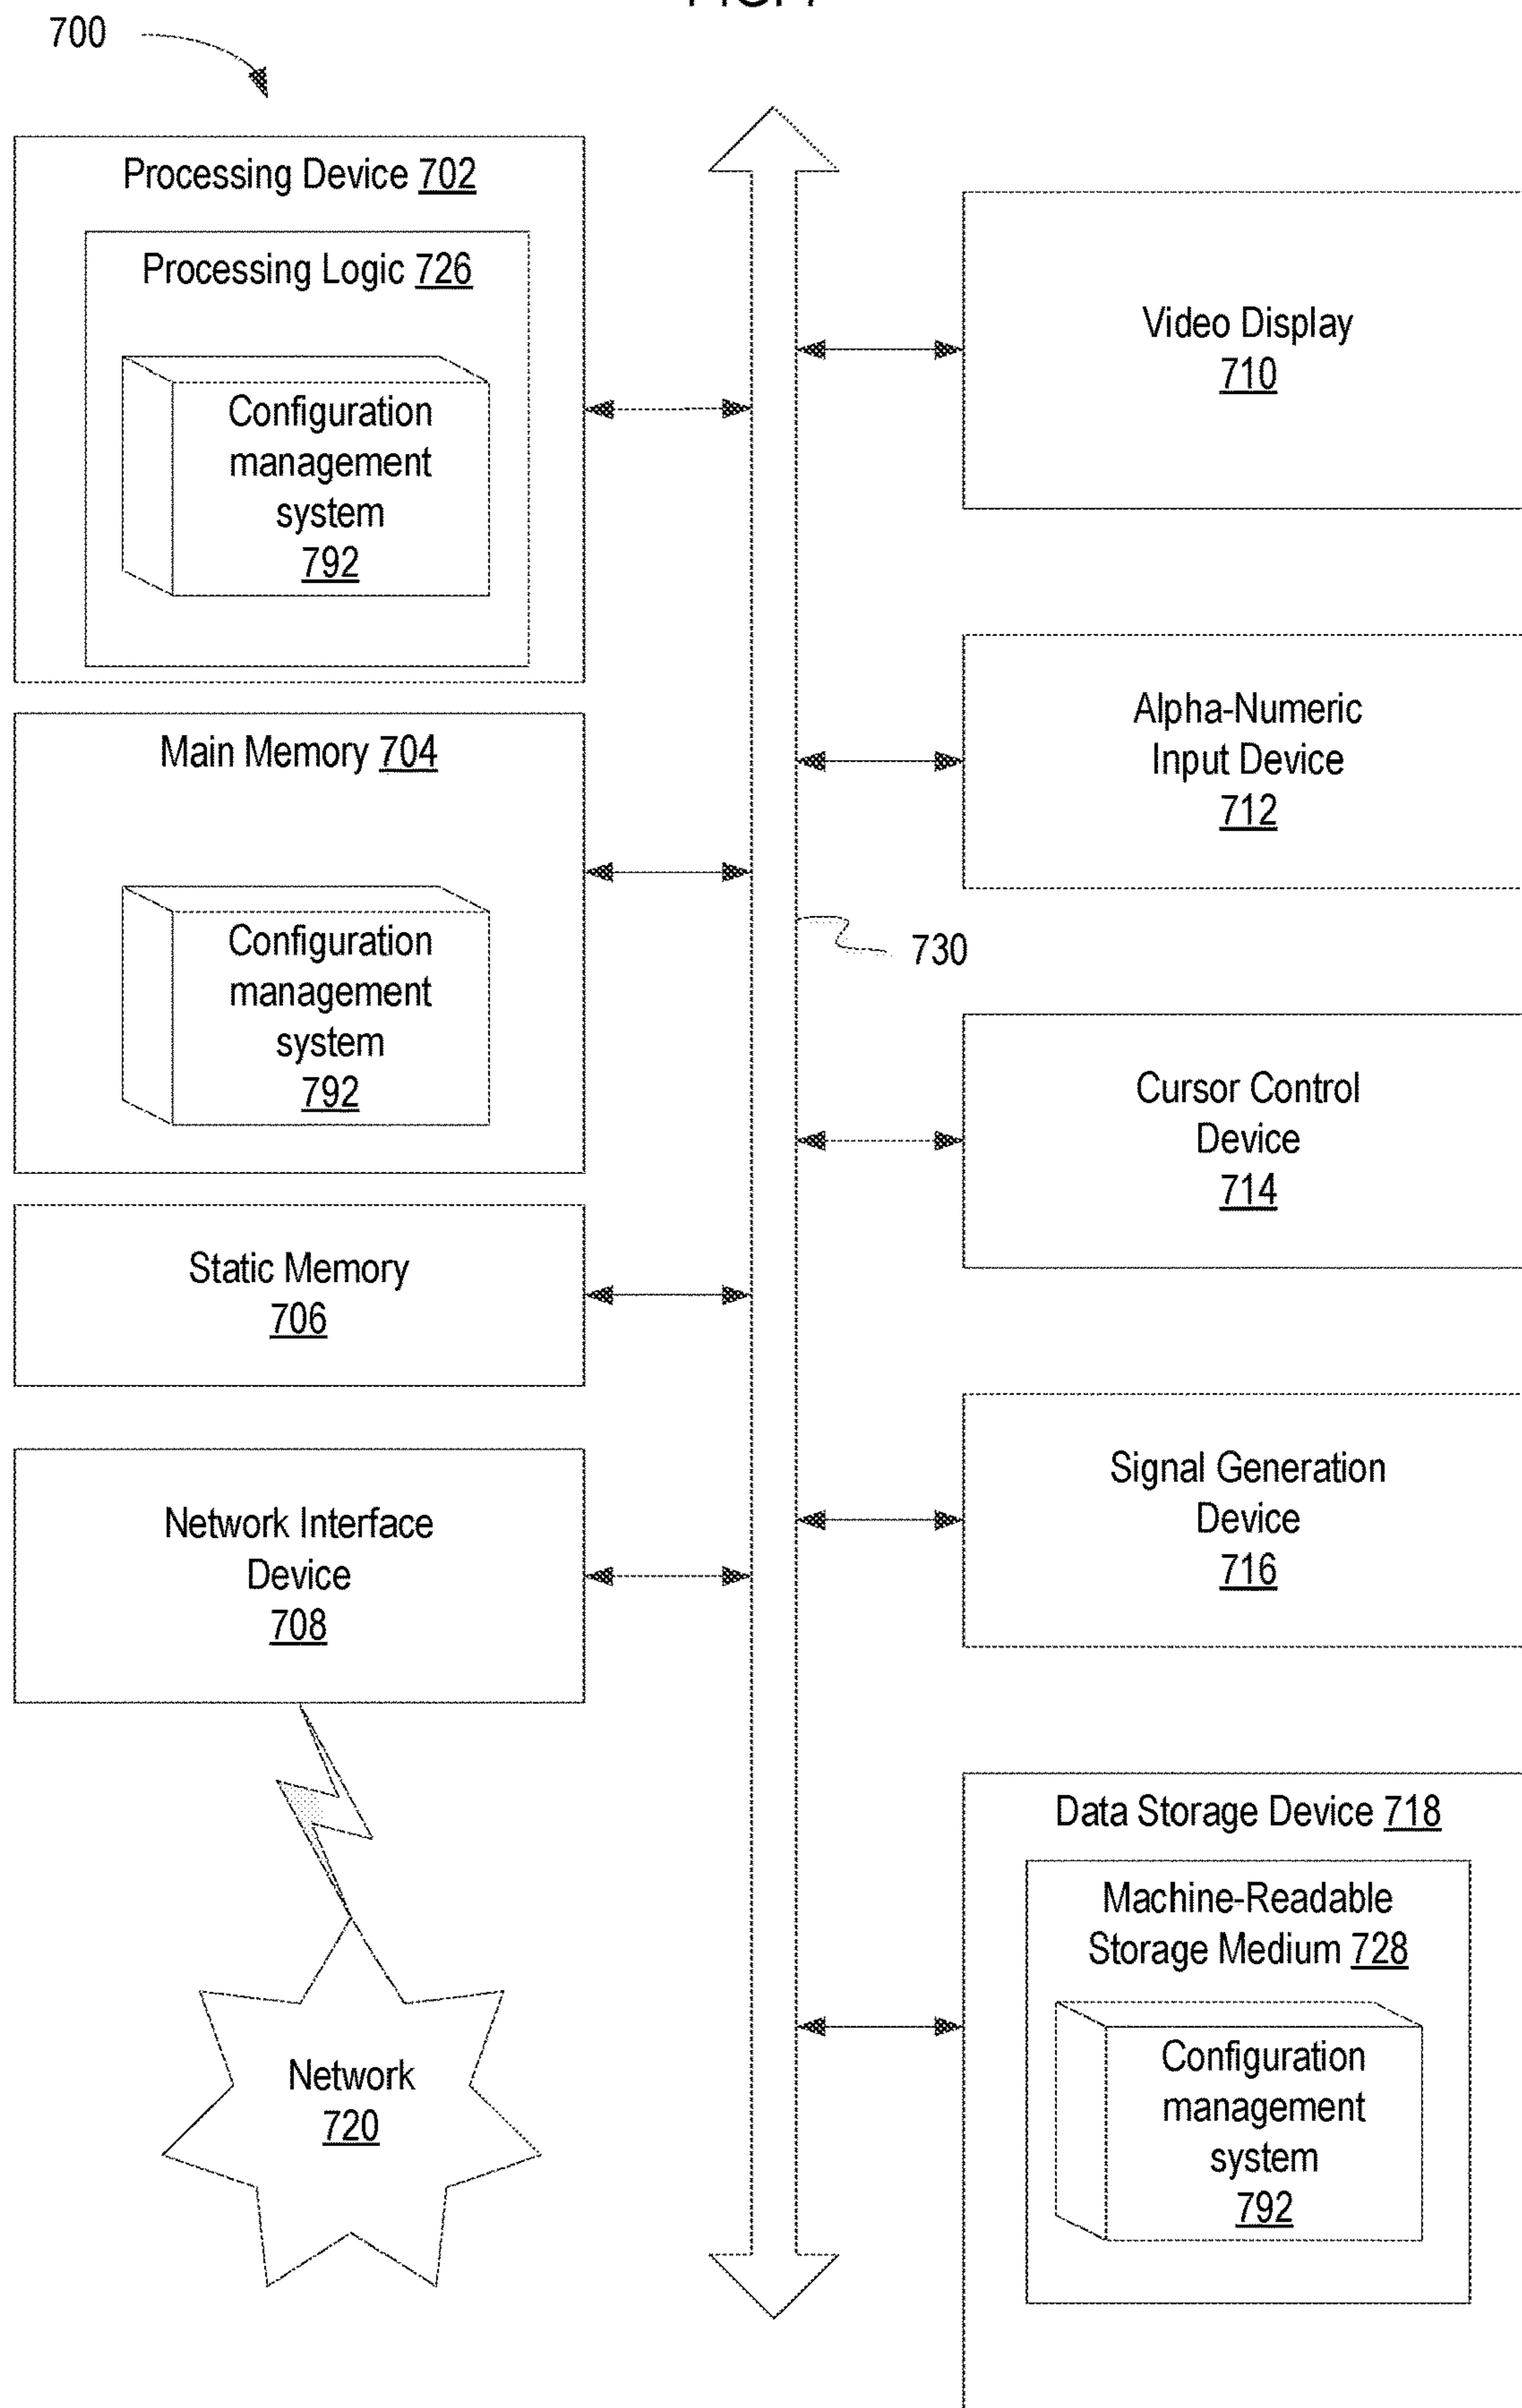 700
Processing Device 702
Processing Logic 726
Configuration
management
system
792
Main Memory 704
Configuration
management
system
792
Static Memory
706
Network Interface
Device
708
Network
720
Video Display
710
Alpha-Numeric
Input Device
712
730
Cursor Control
Device
714
Signal Generation
Device
716
Data Storage Device 718
Machine-Readable
Storage Medium 728
Configuration
management
system
792